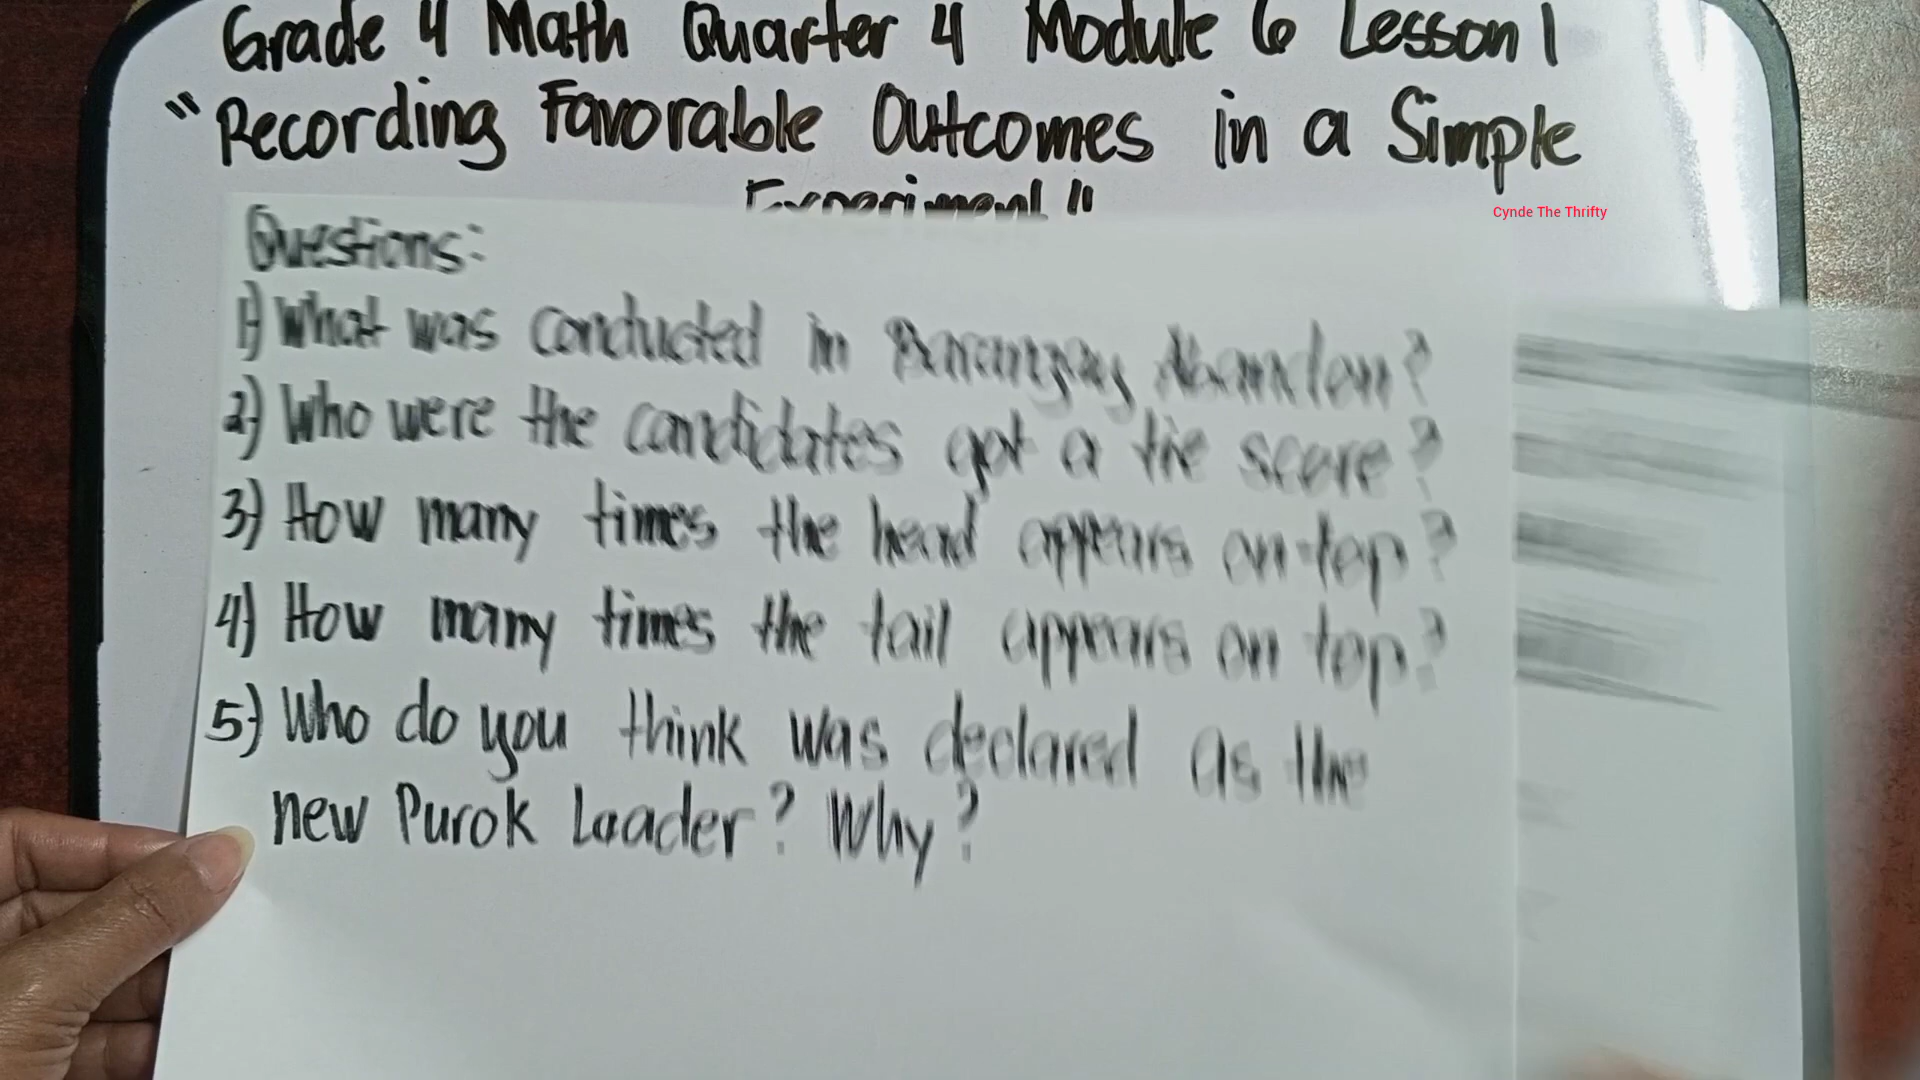 Grade 4 Math Quarter 4 Module 6 Lesson 1
"Recording Favorable Outcomes in a Simple
Experiment"
Cynde The Thrifty
Questions:
1) What was conducted in Barangay
2) Who were the candidates got a tie score?
3) How many times the head appears on top?
4) How many times the tail appears on top?
5) Who do you think was declared as the
new Purok Leader? Why?